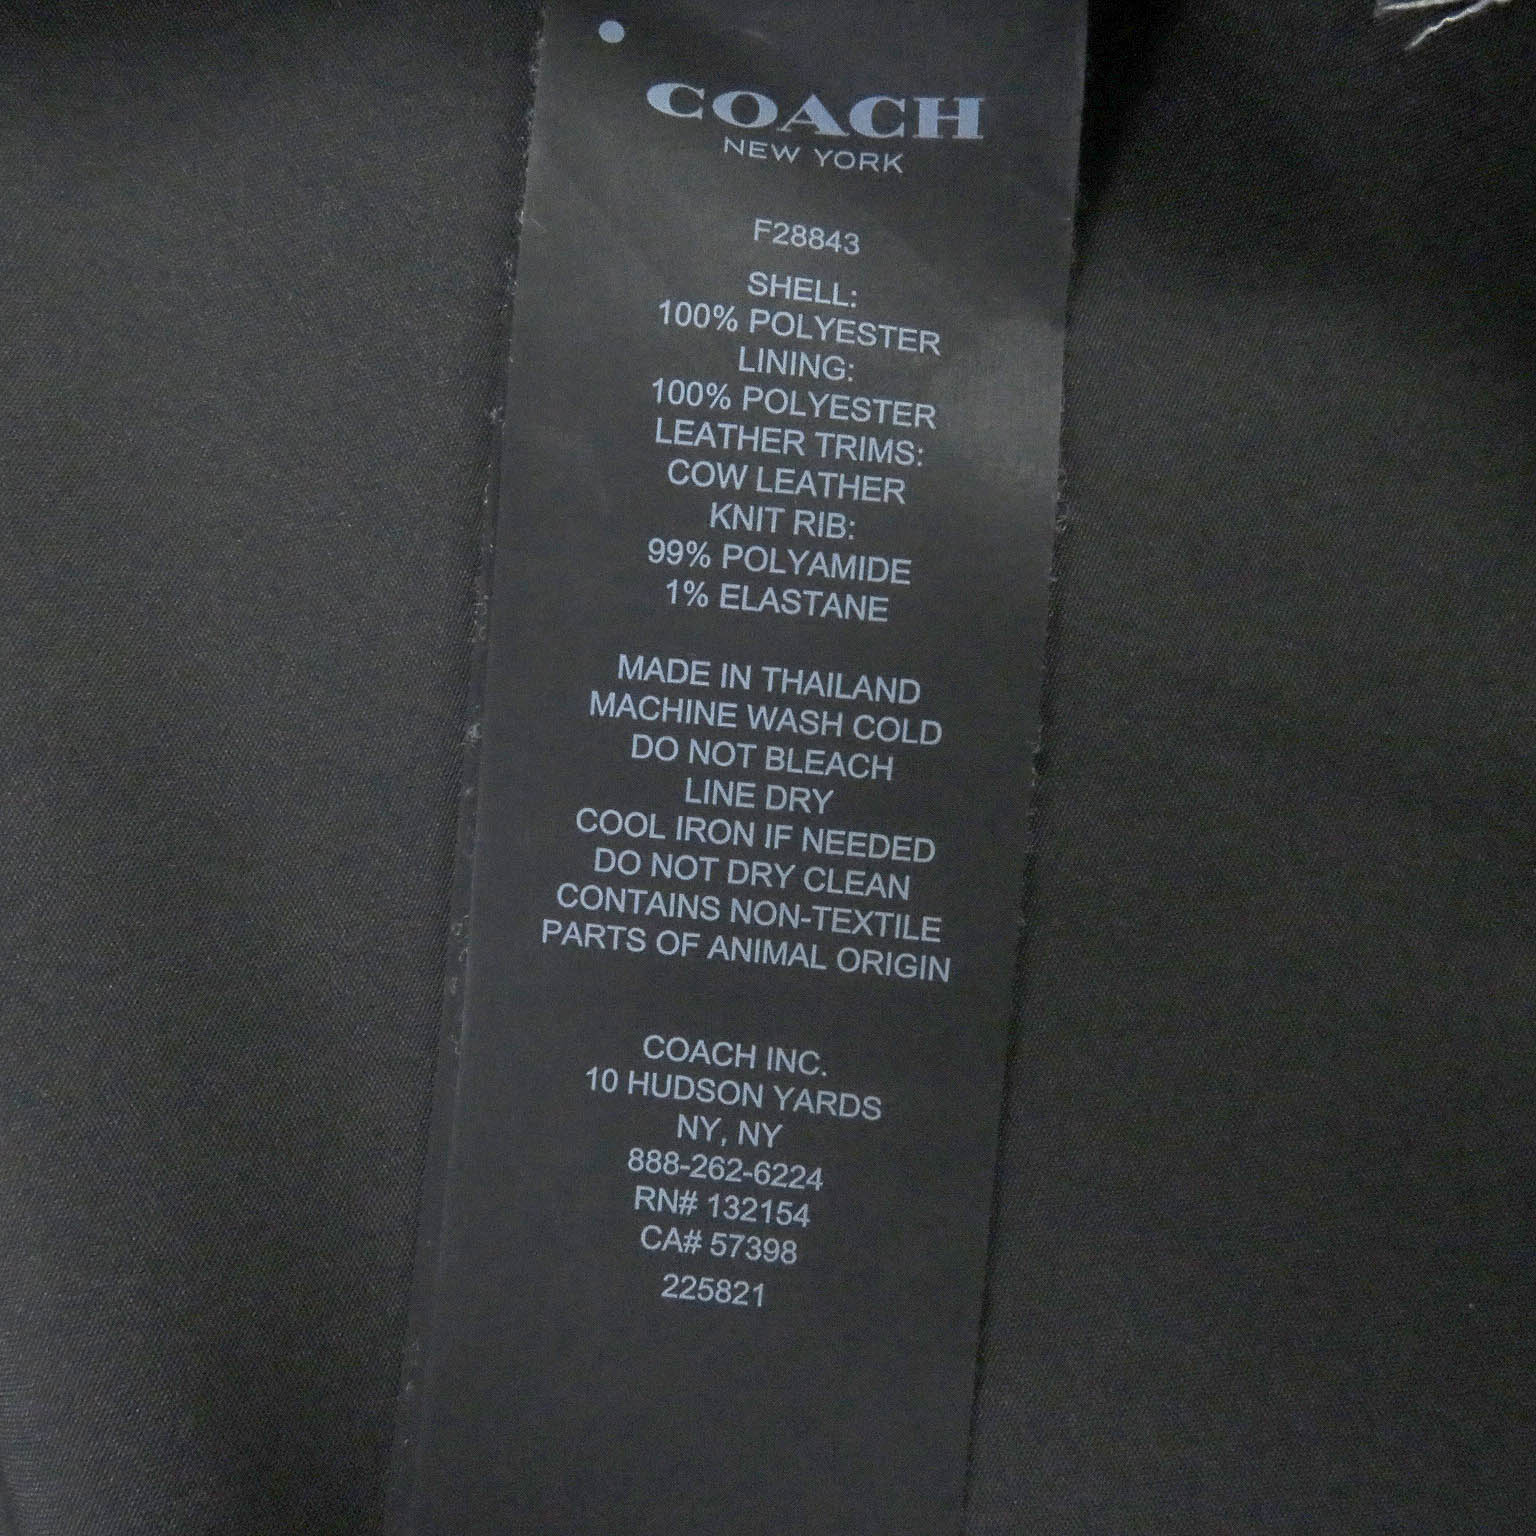 COACH
NEW YORK
F28843
SHELL:
100% POLYESTER
LINING:
100% POLYESTER
LEATHER TRIMS:
COW LEATHER
KNIT RIB:
99% POLYAMIDE
1% ELASTANE
MADE IN THAILAND
MACHINE WASH COLD
DO NOT BLEACH
LINE DRY
COOL IRON IF NEEDED
DO NOT DRY CLEAN
CONTAINS NON-TEXTILE
PARTS OF ANIMAL ORIGIN
COACH INC.
10 HUDSON YARDS
NY, NY
888-262-6224
RN# 132154
CA# 57398
225821